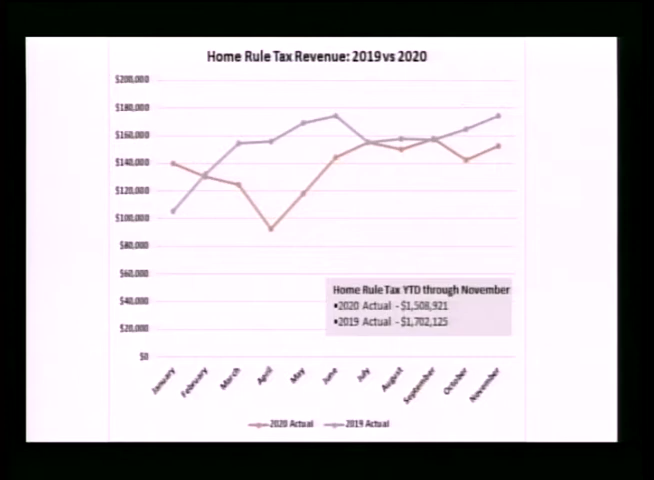 Home Rule Tax Revenue: 2019 vs 2020
$200,000
$180,000
$160,000
$140,000
$120,000
$100,000
$80,000
$60,000
$40,000
$20,000
$0
Home Rule Tax YTD through November
•2020 Actual - $1,508,921
•2019 Actual - $1,702,125
January
February
March
April
May
June
July
August
September
October
November
2020 Actual
2019 Actual